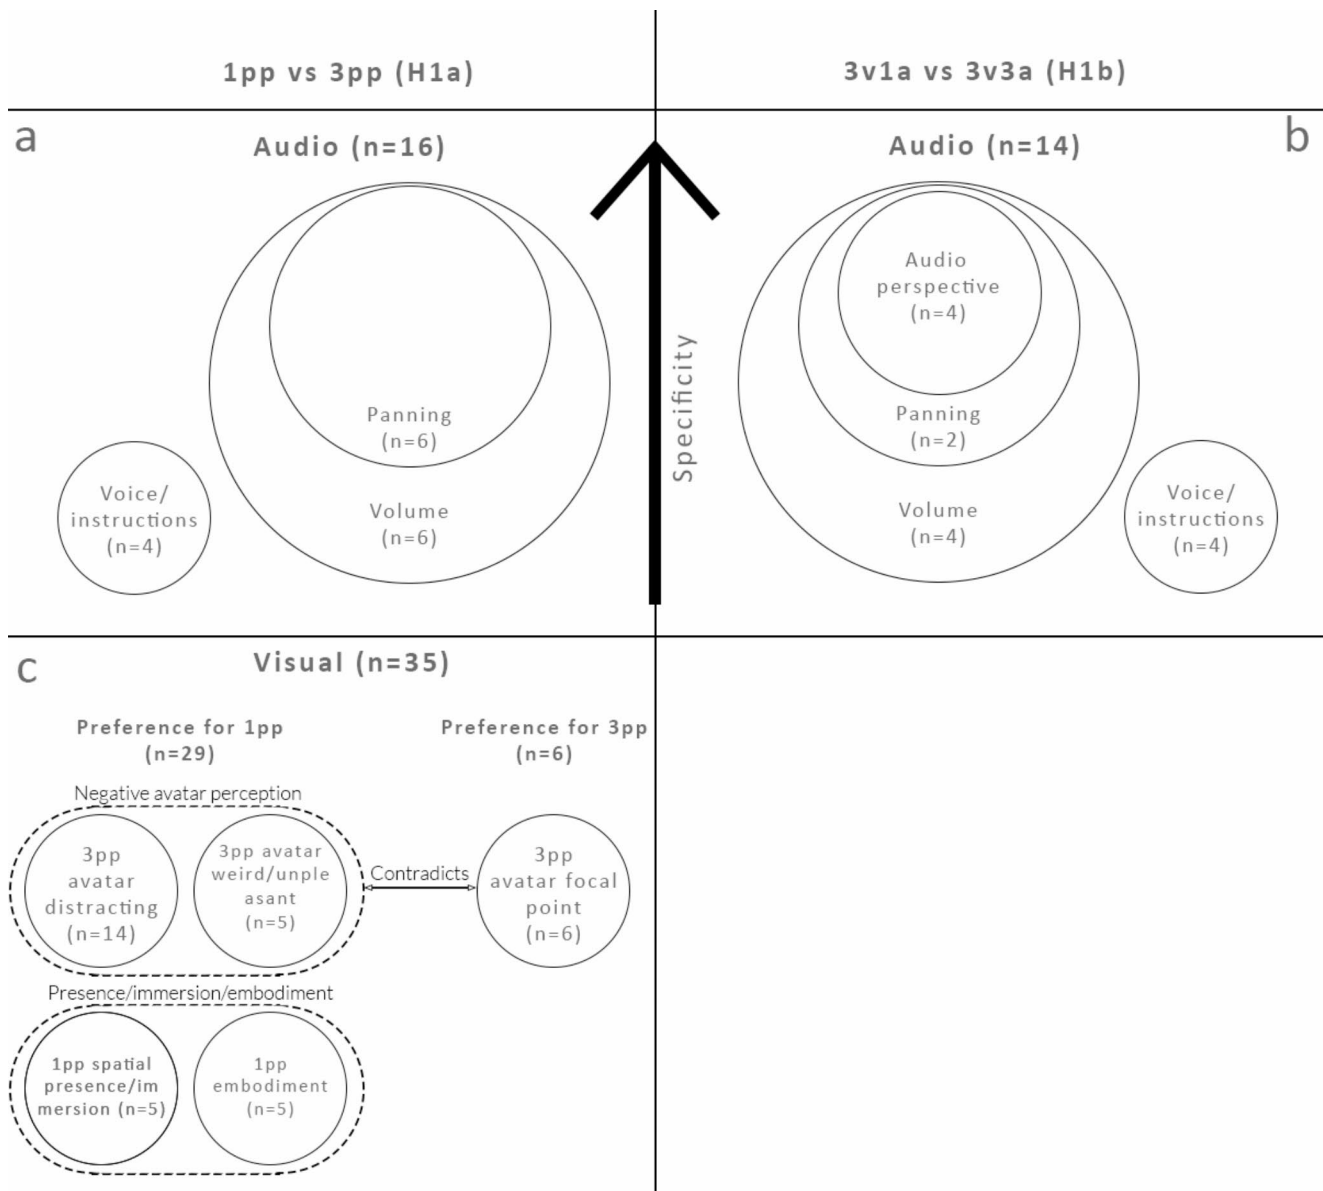 1pp vs 3pp (H1a)
3v1a vs 3v3a (H1b)
a
Audio (n=16)
Panning
(n=6)
Volume
(n=6)
Voice/
instructions
(n=4)
Specificity
b
Audio (n=14)
Audio
perspective
(n=4)
Panning
(n=2)
Volume
(n=4)
Voice/
instructions
(n=4)
c
Visual (n=35)
Preference for 1pp
(n=29)
Preference for 3pp
(n=6)
Negative avatar perception
3pp
avatar
distracting
(n=14)
3pp avatar
weird/unple
asant
(n=5)
Contradicts
3pp
avatar focal
point
(n=6)
Presence/immersion/embodiment
1pp spatial
presence/im
mersion (n=5)
1pp
embodiment
(n=5)